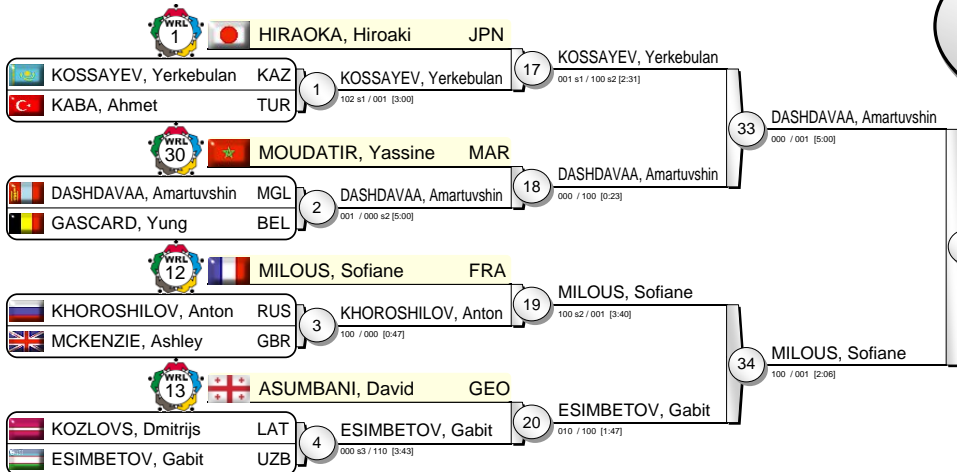 WRL 1 HIRAOKA, Hiroaki JPN
KOSSAYEV, Yerkebulan KAZ
KABA, Ahmet TUR
1
KOSSAYEV, Yerkebulan
102 s1 / 001 [3:00]
17
KOSSAYEV, Yerkebulan
001 s1 / 100 s2 [2:31]
WRL 30 MOUDATIR, Yassine MAR
DASHDAVAA, Amartuvshin MGL
GASCARD, Yung BEL
2
DASHDAVAA, Amartuvshin
001 / 000 s2 [5:00]
18
DASHDAVAA, Amartuvshin
000 / 100 [0:23]
33
DASHDAVAA, Amartuvshin
000 / 001 [5:00]
WRL 12 MILOUS, Sofiane FRA
KHOROSHILOV, Anton RUS
MCKENZIE, Ashley GBR
3
KHOROSHILOV, Anton
100 / 000 [0:47]
19
MILOUS, Sofiane
100 s2 / 001 [3:40]
WRL 13 ASUMBANI, David GEO
KOZLOVS, Dmitrijs LAT
ESIMBETOV, Gabit UZB
4
ESIMBETOV, Gabit
000 s3 / 110 [3:43]
20
ESIMBETOV, Gabit
010 / 100 [1:47]
34
MILOUS, Sofiane
100 / 001 [2:06]